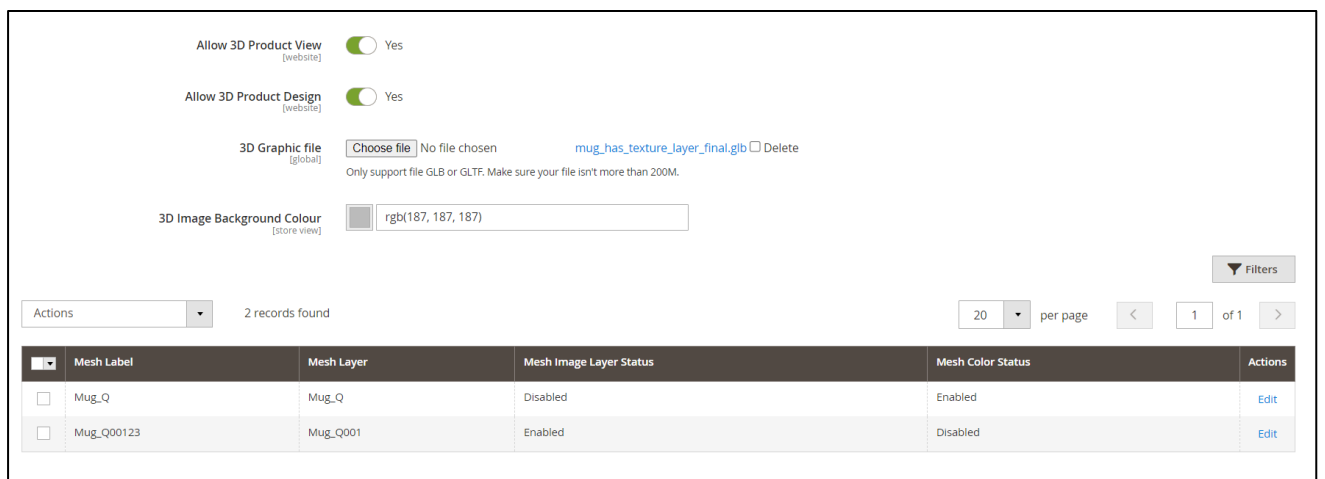 Allow 3D Product View Yes
[website]
Allow 3D Product Design Yes
[website]
3D Graphic file Choose file No file chosen mug_has_texture_layer_final.glb Delete
[global]
Only support file GLB or GLTF. Make sure your file isn't more than 200M.
3D Image Background Colour rgb(187, 187, 187)
[store view]
Filters
Actions 2 records found 20 per page 1 of 1
Mesh Label Mesh Layer Mesh Image Layer Status Mesh Color Status Actions
Mug_Q Mug_Q Disabled Enabled Edit
Mug_Q00123 Mug_Q001 Enabled Disabled Edit